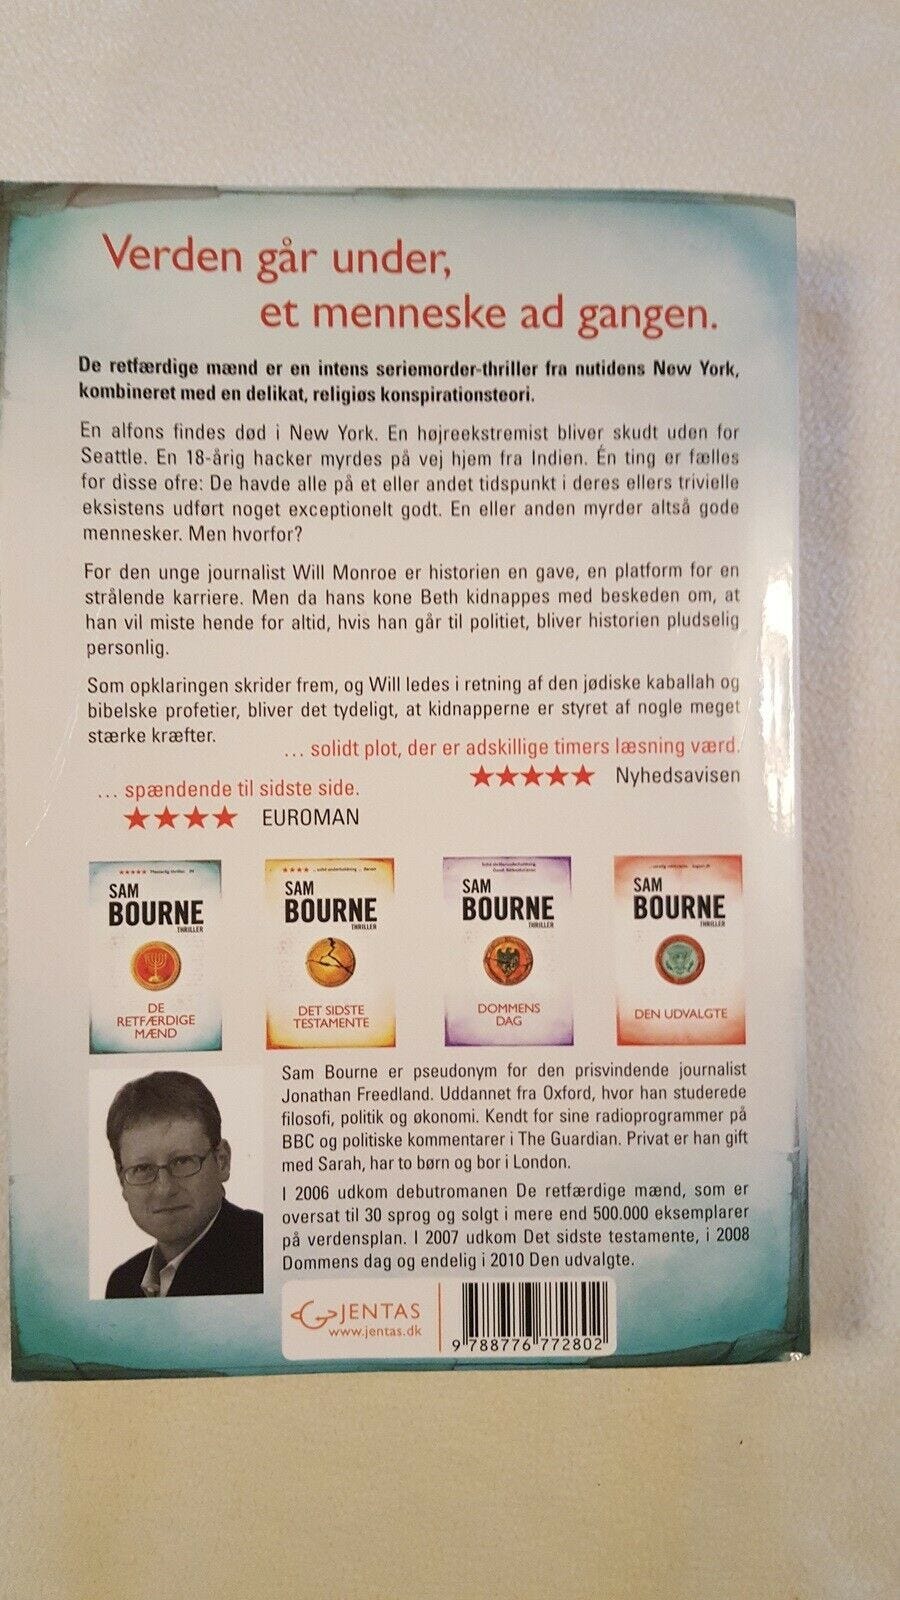 Verden går under,
et menneske ad gangen.
De retfærdige mænd er en intens seriemorder-thriller fra nutidens New York,
kombineret med en delikat, religiøs konspirationsteori.
En alfons findes død i New York. En højreekstremist bliver skudt uden for
Seattle. En 18-årig hacker myrdes på vej hjem fra Indien. Én ting er fælles
for disse ofre: De havde alle på et eller andet tidspunkt i deres ellers trivielle
eksistens udført noget exceptionelt godt. En eller anden myrder altså gode
mennesker. Men hvorfor?
For den unge journalist Will Monroe er historien en gave, en platform for en
strålende karriere. Men da hans kone Beth kidnappes med beskeden om, at
han vil miste hende for altid, hvis han går til politiet, bliver historien pludselig
personlig.
Som opklaringen skrider frem, og Will ledes i retning af den jødiske kaballah og
bibelske profetier, bliver det tydeligt, at kidnapperne er styret af nogle meget
stærke kræfter.
... solidt plot, der er adskillige timers læsning værd.
★★★★★ Nyhedsavisen
... spændende til sidste side.
★★★★ EUROMAN
SAM
BOURNE
THRILLER
DE
RETFÆRDIGE
MÆND
SAM
BOURNE
THRILLER
DET SIDSTE
TESTAMENTE
SAM
BOURNE
THRILLER
DOMMENS
DAG
SAM
BOURNE
THRILLER
DEN UDVALGTE
Sam Bourne er pseudonym for den prisvindende journalist
Jonathan Freedland. Uddannet fra Oxford, hvor han studerede
filosofi, politik og økonomi. Kendt for sine radioprogrammer på
BBC og politiske kommentarer i The Guardian. Privat er han gift
med Sarah, har to børn og bor i London.
I 2006 udkom debutromanen De retfærdige mænd, som er
oversat til 30 sprog og solgt i mere end 500.000 eksemplarer
på verdensplan. I 2007 udkom Det sidste testamente, i 2008
Dommens dag og endelig i 2010 Den udvalgte.
JENTAS
www.jentas.dk
9 788776 772802